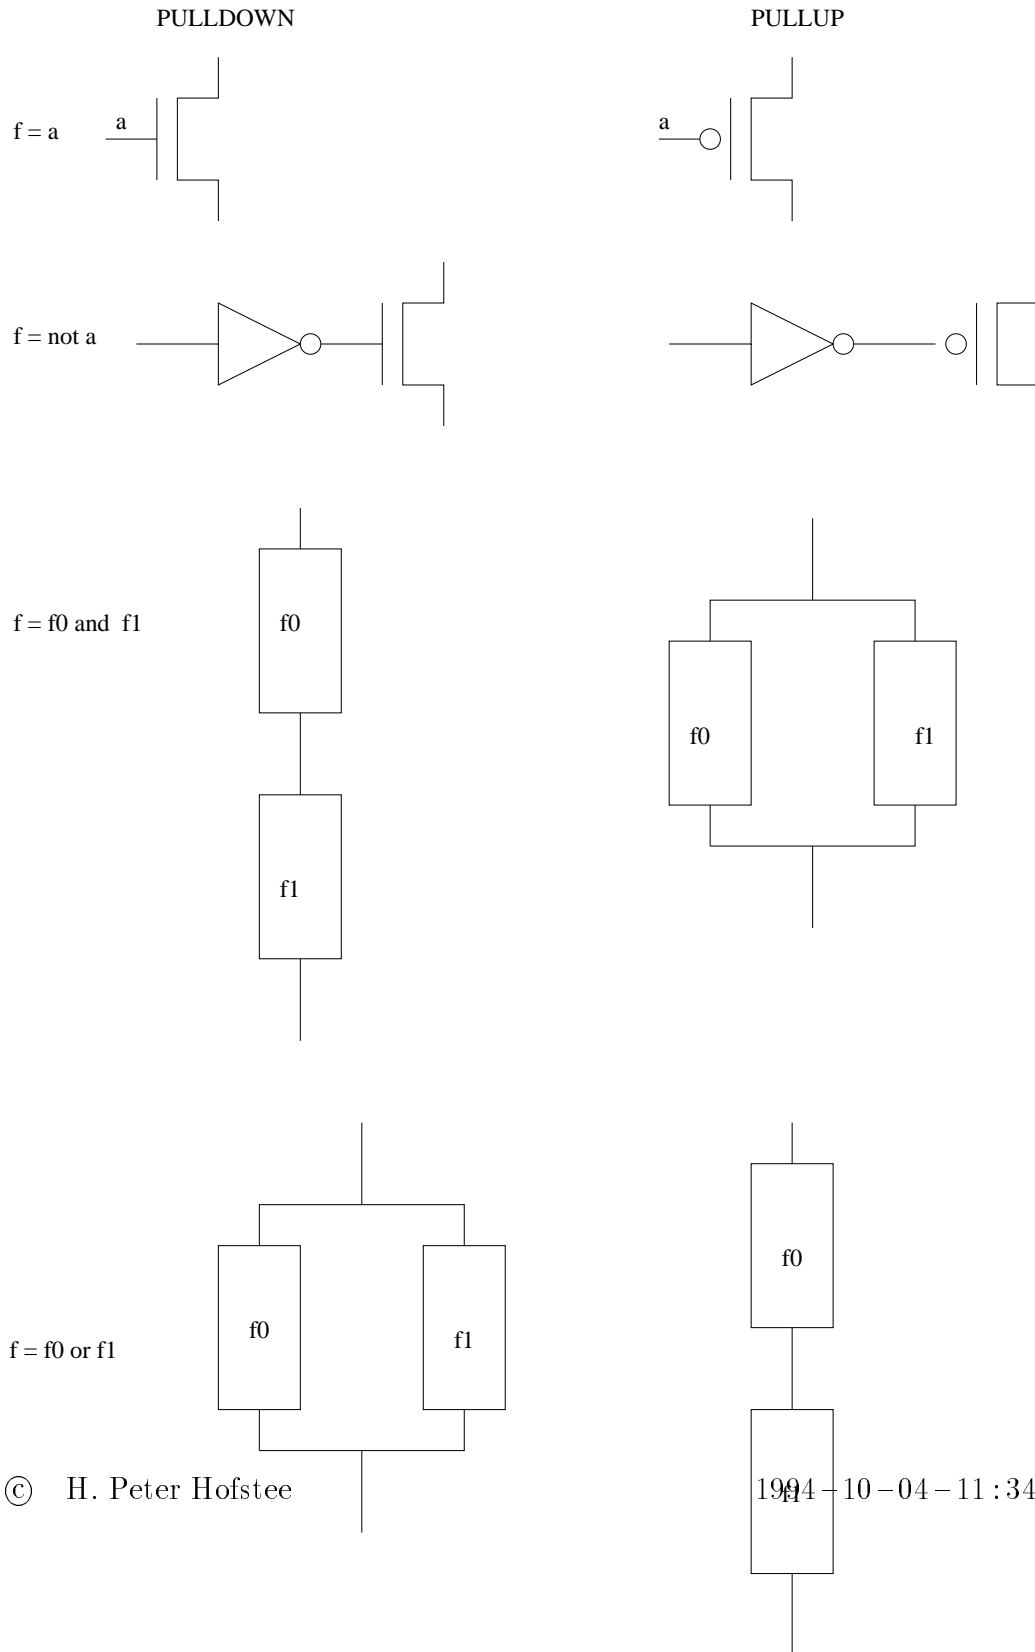 PULLDOWN PULLUP
f = a a a
f = not a
f0
f = f0 and f1
f0 f1
f1
f0
f0 f1
f = f0 or f1
© H. Peter Hofstee 1994-10-04-11:34
f1